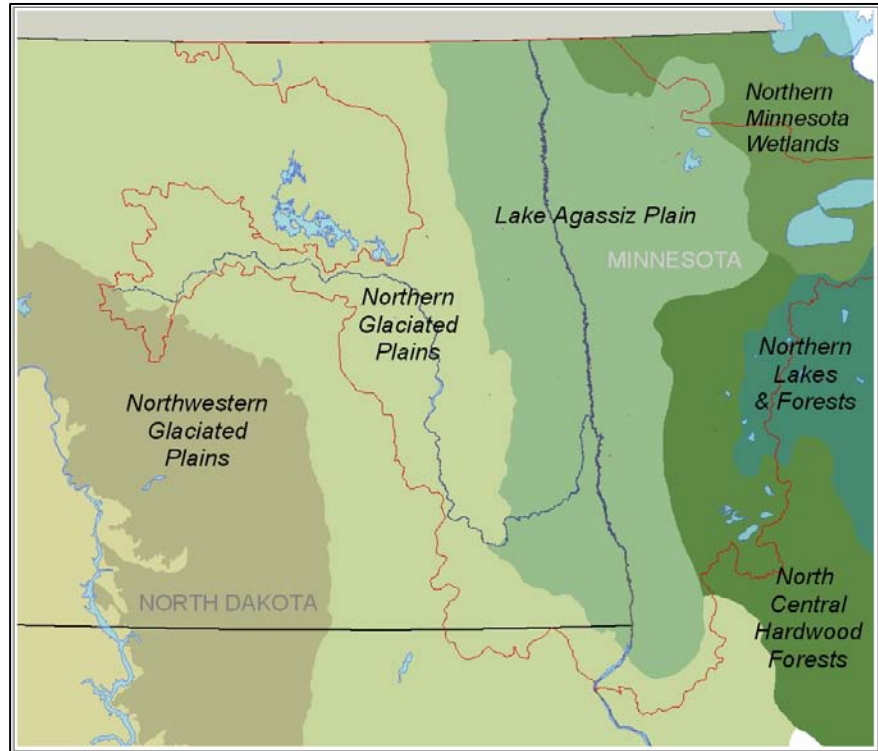 Northern
Minnesota
Wetlands
Lake Agassiz Plain
MINNESOTA
Northern
Glaciated
Plains
Northern
Lakes
& Forests
Northwestern
Glaciated
Plains
North
Central
Hardwood
Forests
NORTH DAKOTA